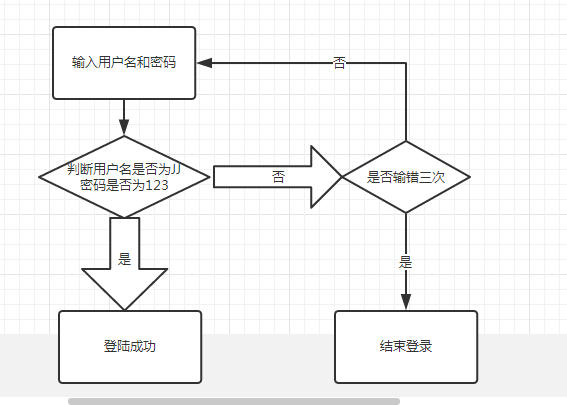 输入用户名和密码
否
判断用户名是否为JJ
密码是否为123
否
是否输错三次
是
是
登陆成功
结束登录